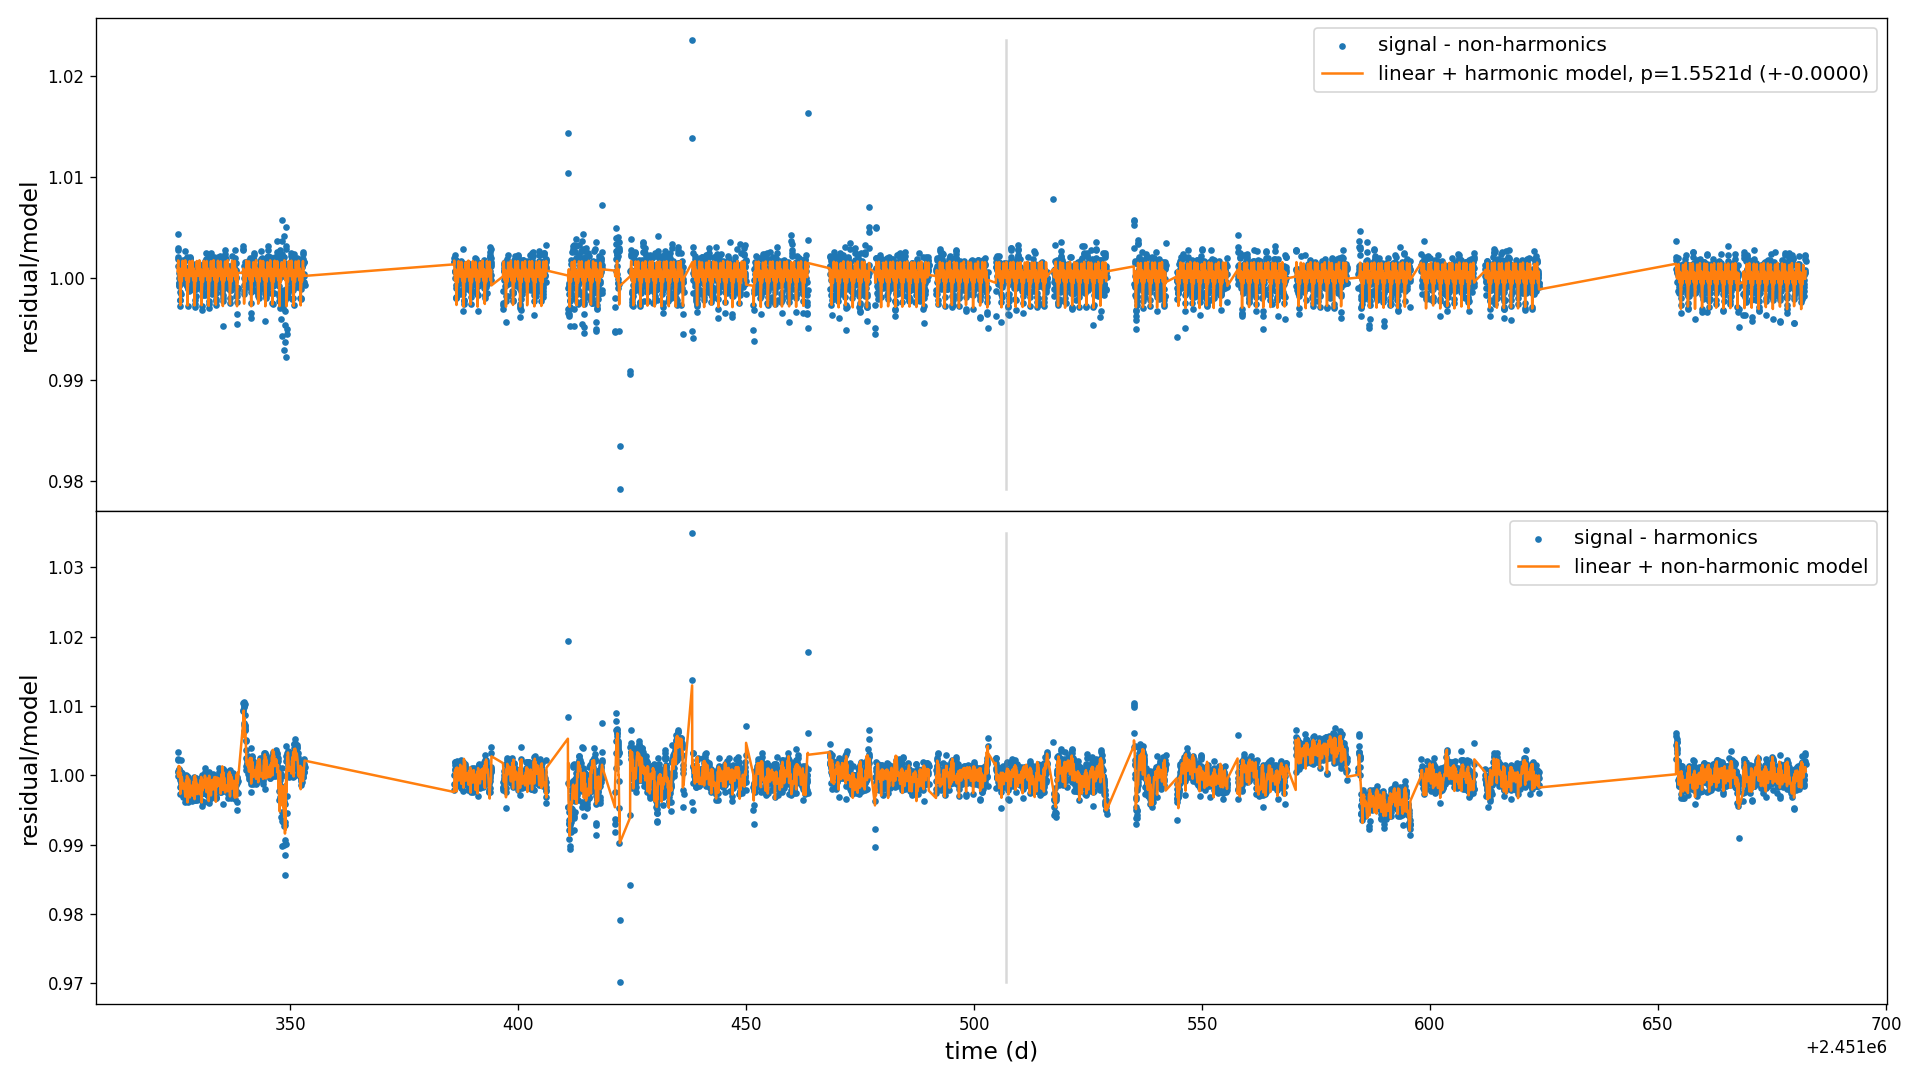 signal - non-harmonics
linear + harmonic model, p=1.5521d (+-0.0000)
1.02
1.01
1.00
0.99
0.98
residual/model
signal - harmonics
linear + non-harmonic model
1.03
1.02
1.01
1.00
0.99
0.98
0.97
residual/model
350
400
450
500
550
600
650
700
time (d)
+2.451e6